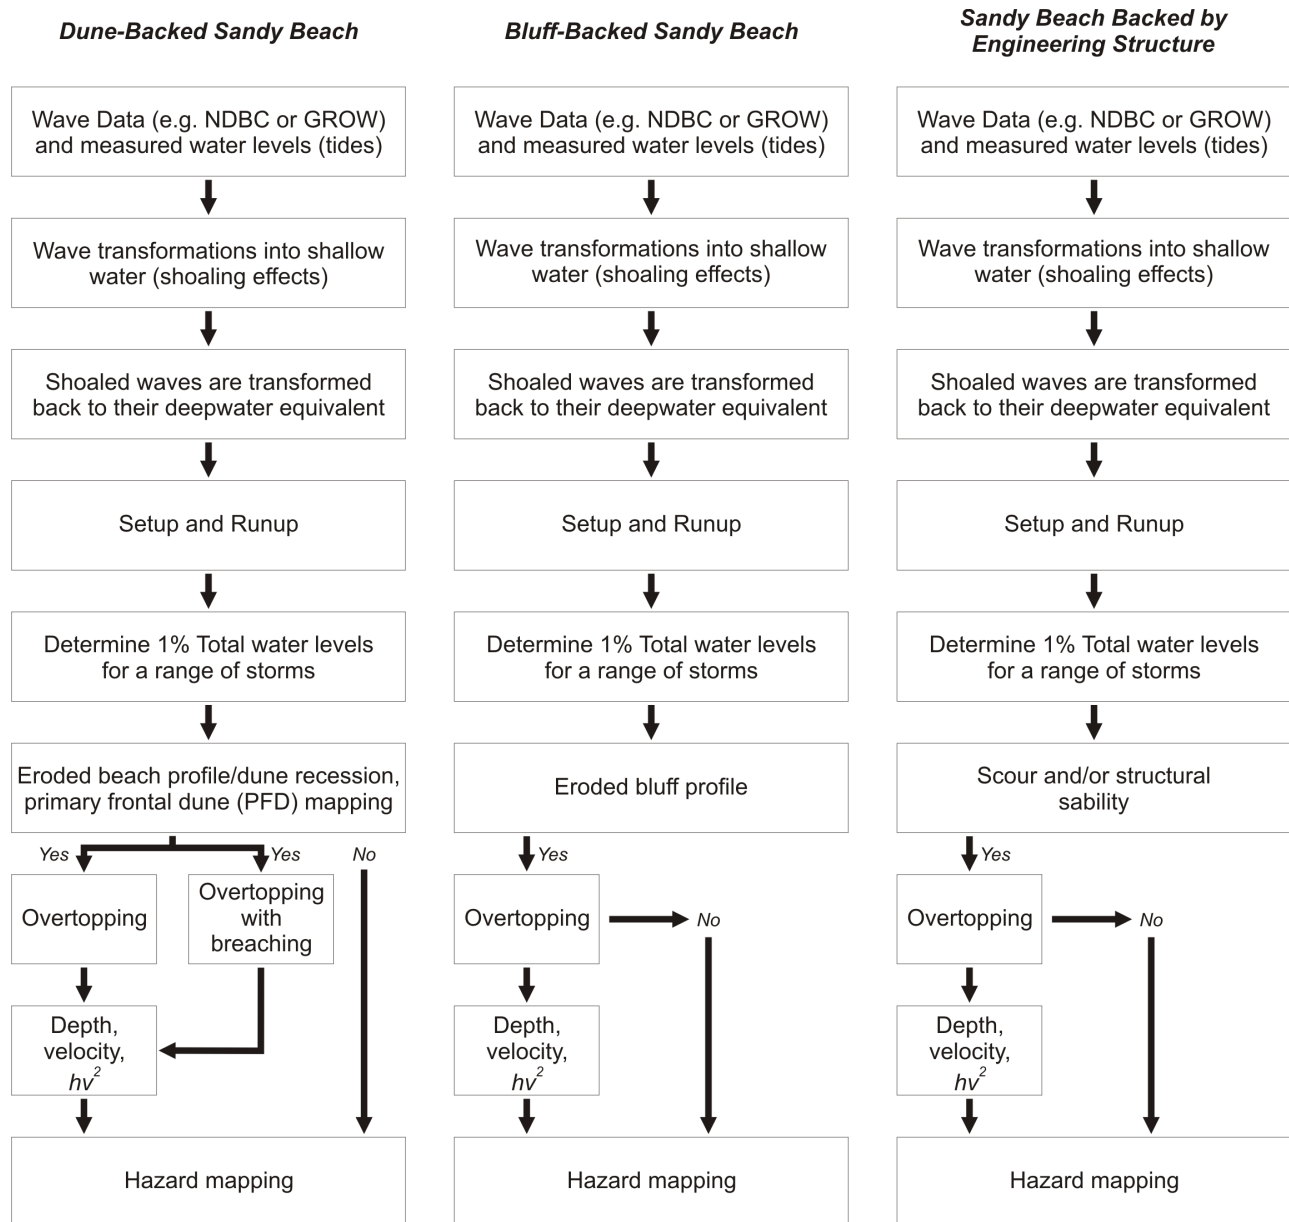 Dune-Backed Sandy Beach
Wave Data (e.g. NDBC or GROW)
and measured water levels (tides)
Wave transformations into shallow
water (shoaling effects)
Shoaled waves are transformed
back to their deepwater equivalent
Setup and Runup
Determine 1% Total water levels
for a range of storms
Eroded beach profile/dune recession,
primary frontal dune (PFD) mapping
Yes
Yes
No
Overtopping
Overtopping
with
breaching
Depth,
velocity,
hv²
Hazard mapping
Bluff-Backed Sandy Beach
Wave Data (e.g. NDBC or GROW)
and measured water levels (tides)
Wave transformations into shallow
water (shoaling effects)
Shoaled waves are transformed
back to their deepwater equivalent
Setup and Runup
Determine 1% Total water levels
for a range of storms
Eroded bluff profile
Yes
Overtopping
No
Depth,
velocity,
hv²
Hazard mapping
Sandy Beach Backed by
Engineering Structure
Wave Data (e.g. NDBC or GROW)
and measured water levels (tides)
Wave transformations into shallow
water (shoaling effects)
Shoaled waves are transformed
back to their deepwater equivalent
Setup and Runup
Determine 1% Total water levels
for a range of storms
Scour and/or structural
sability
Yes
Overtopping
No
Depth,
velocity,
hv²
Hazard mapping